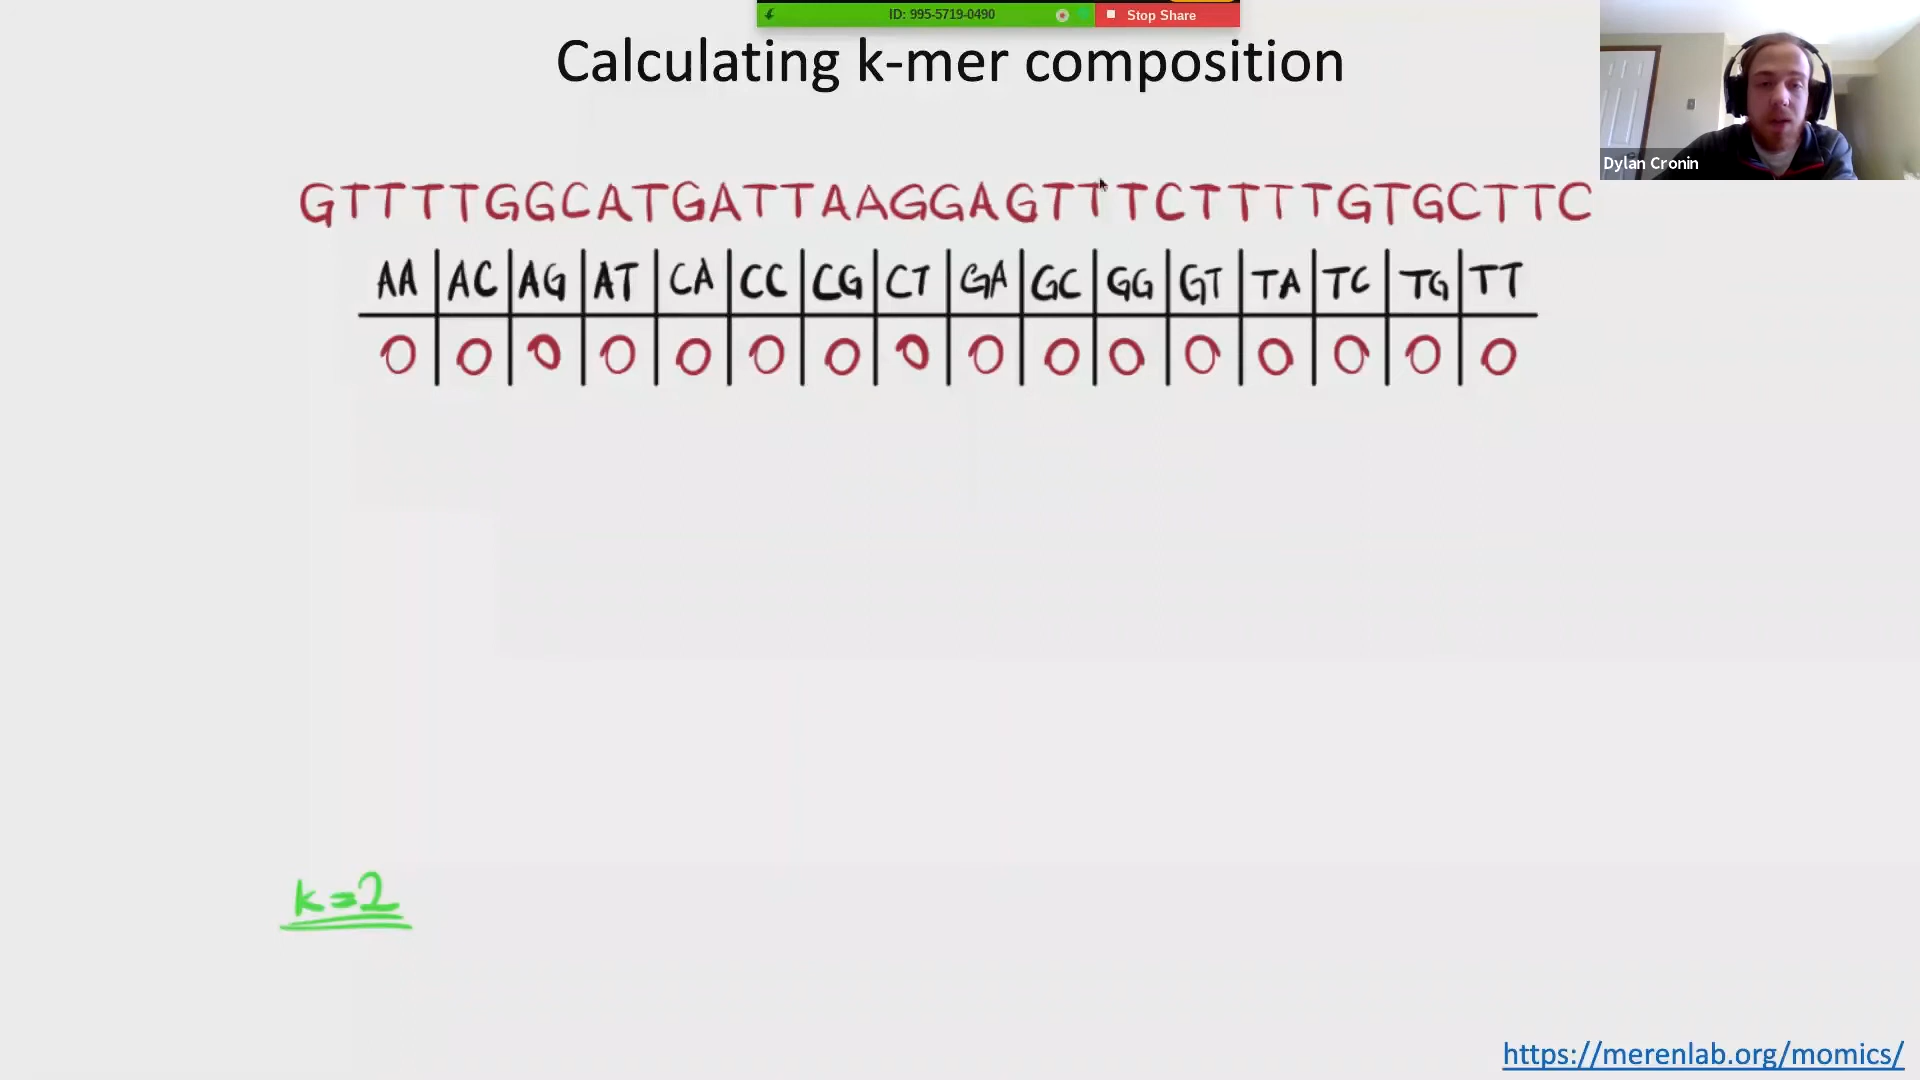 ID: 995-5719-0490 Stop Share
Calculating k-mer composition
Dylan Cronin
GTTTTGGCATGATTAAGGAGTTTCTTTTGTGCTTC
AA AC AG AT CA CC CG CT GA GC GG GT TA TC TG TT
0 0 0 0 0 0 0 0 0 0 0 0 0 0 0 0
k=2
https://merenlab.org/momics/